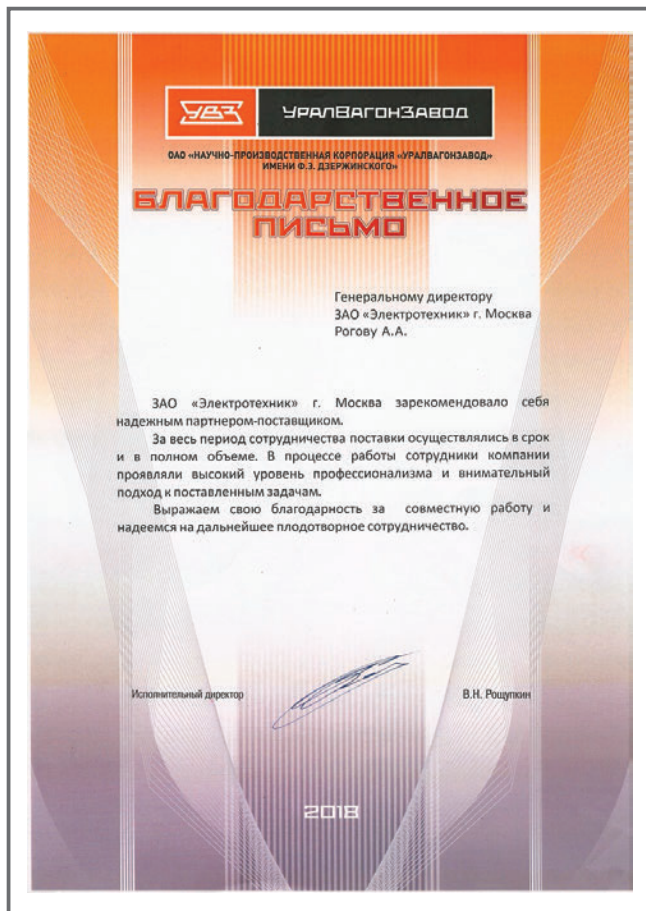 УВЗ УРАЛВАГОНЗАВОД
ОАО «НАУЧНО-ПРОИЗВОДСТВЕННАЯ КОРПОРАЦИЯ «УРАЛВАГОНЗАВОД»
ИМЕНИ Ф.Э. ДЗЕРЖИНСКОГО»
БЛАГОДАРСТВЕННОЕ
ПИСЬМО
Генеральному директору
ЗАО «Электротехник» г. Москва
Рогову А.А.
ЗАО «Электротехник» г. Москва зарекомендовало себя
надежным партнером-поставщиком.
За весь период сотрудничества поставки осуществлялись в срок
и в полном объеме. В процессе работы сотрудники компании
проявляли высокий уровень профессионализма и внимательный
подход к поставленным задачам.
Выражаем свою благодарность за совместную работу и
надеемся на дальнейшее плодотворное сотрудничество.
Исполнительный директор
В.Н. Рощупкин
2018